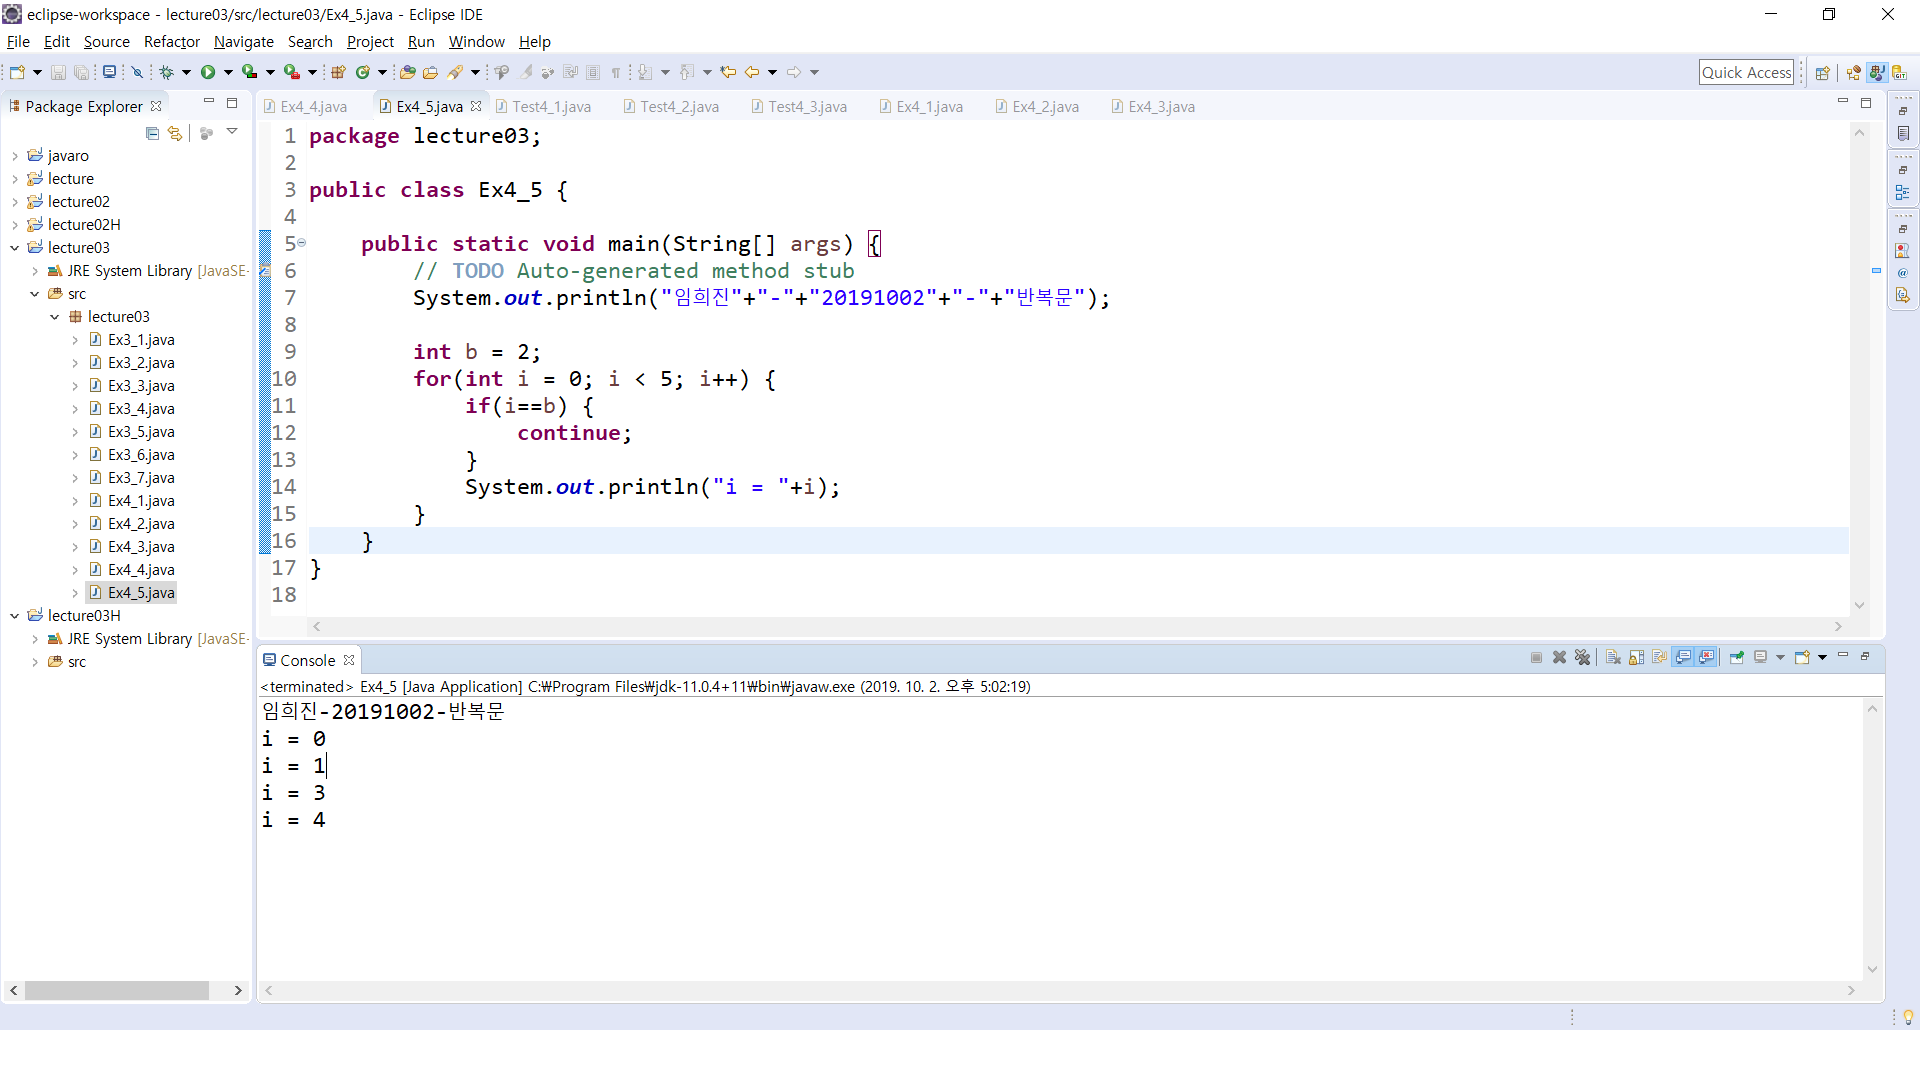 eclipse-workspace - lecture03/src/lecture03/Ex4_5.java - Eclipse IDE
File Edit Source Refactor Navigate Search Project Run Window Help
Quick Access
Package Explorer
javaro
lecture
lecture02
lecture02H
lecture03
JRE System Library [JavaSE-
src
lecture03
Ex3_1.java
Ex3_2.java
Ex3_3.java
Ex3_4.java
Ex3_5.java
Ex3_6.java
Ex3_7.java
Ex4_1.java
Ex4_2.java
Ex4_3.java
Ex4_4.java
Ex4_5.java
lecture03H
JRE System Library [JavaSE-
src
Ex4_4.java Ex4_5.java Test4_1.java Test4_2.java Test4_3.java Ex4_1.java Ex4_2.java Ex4_3.java
1 package lecture03;
2
3 public class Ex4_5 {
4
5 public static void main(String[] args) {
6 // TODO Auto-generated method stub
7 System.out.println("임희진"+"-"+"20191002"+"-"+"반복문");
8
9 int b = 2;
10 for(int i = 0; i < 5; i++) {
11 if(i==b) {
12 continue;
13 }
14 System.out.println("i = "+i);
15 }
16 }
17 }
18
Console
<terminated> Ex4_5 [Java Application] C:₩Program Files₩jdk-11.0.4+11₩bin₩javaw.exe (2019. 10. 2. 오후 5:02:19)
임희진-20191002-반복문
i = 0
i = 1
i = 3
i = 4